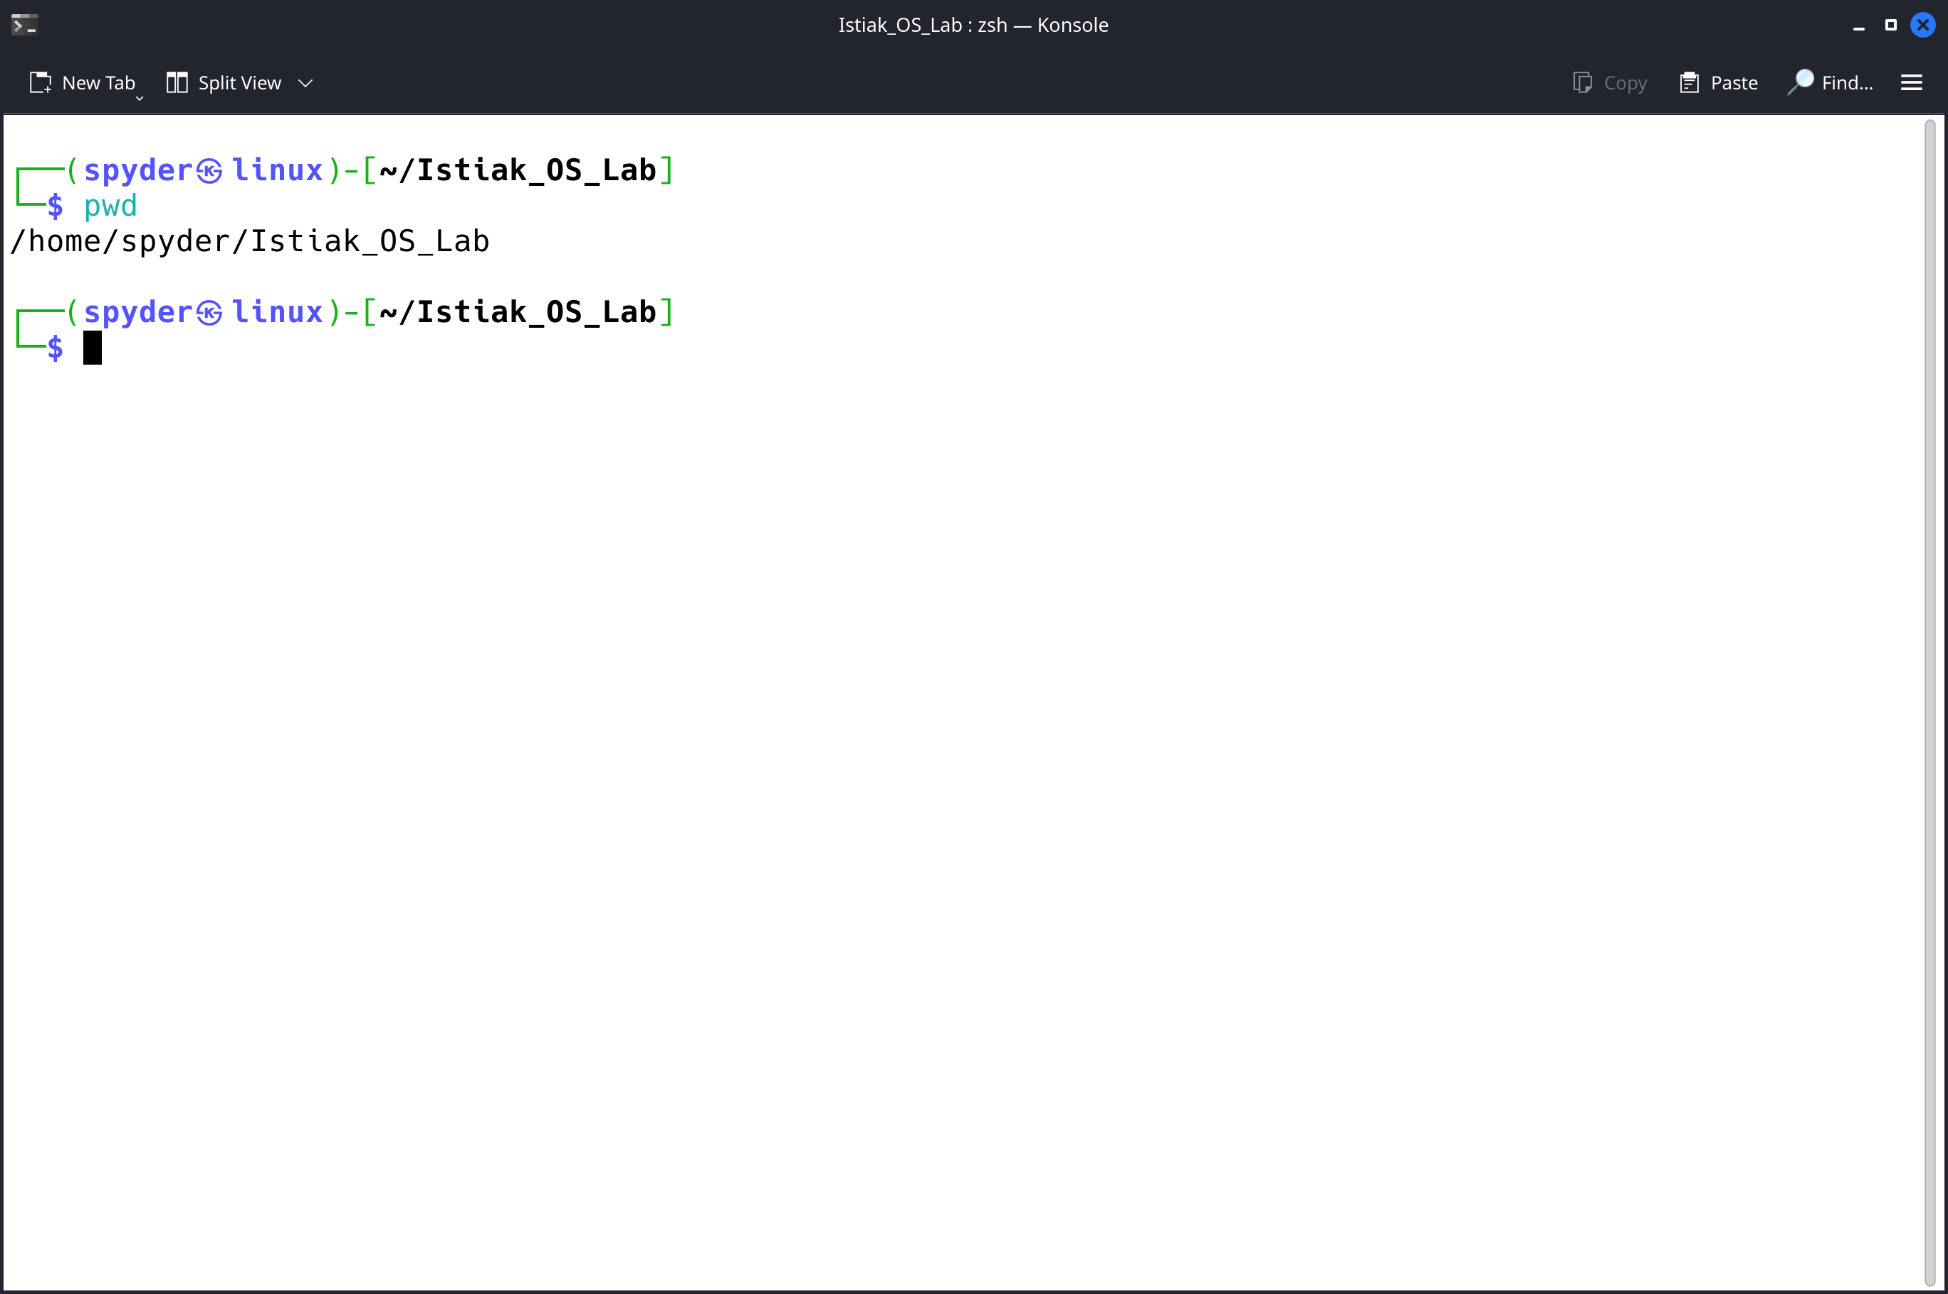 Istiak_OS_Lab : zsh — Konsole
New Tab Split View Copy Paste Find...
┌──(spyder㉿linux)-[~/Istiak_OS_Lab]
└─$ pwd
/home/spyder/Istiak_OS_Lab
┌──(spyder㉿linux)-[~/Istiak_OS_Lab]
└─$